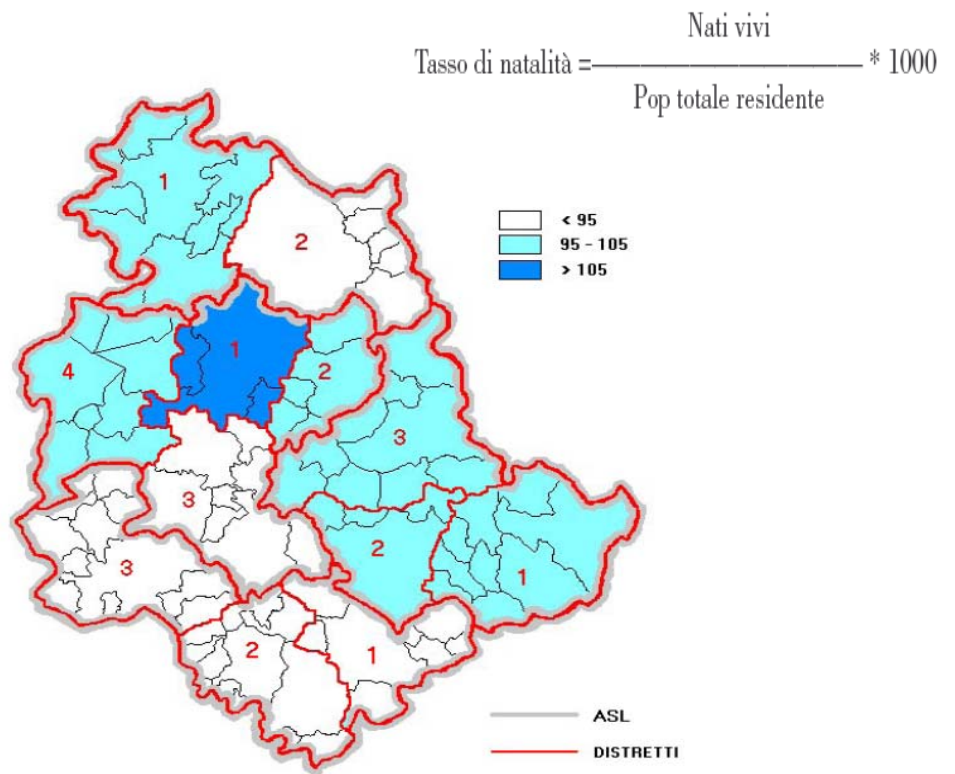 Nati vivi
Tasso di natalità =——————————— * 1000
Pop totale residente
1
2
< 95
95 - 105
> 105
1
4
2
3
3
2
1
3
2
1
ASL
DISTRETTI